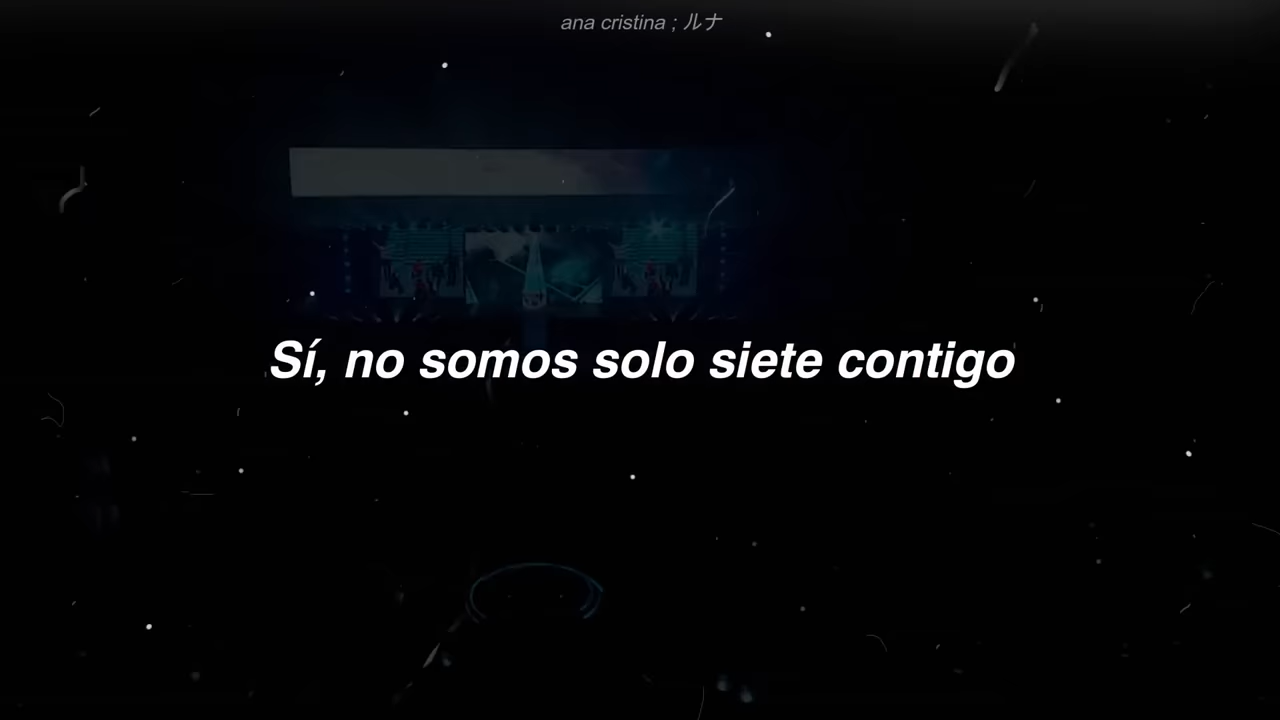 ana cristina ; ルナ
Sí, no somos solo siete contigo